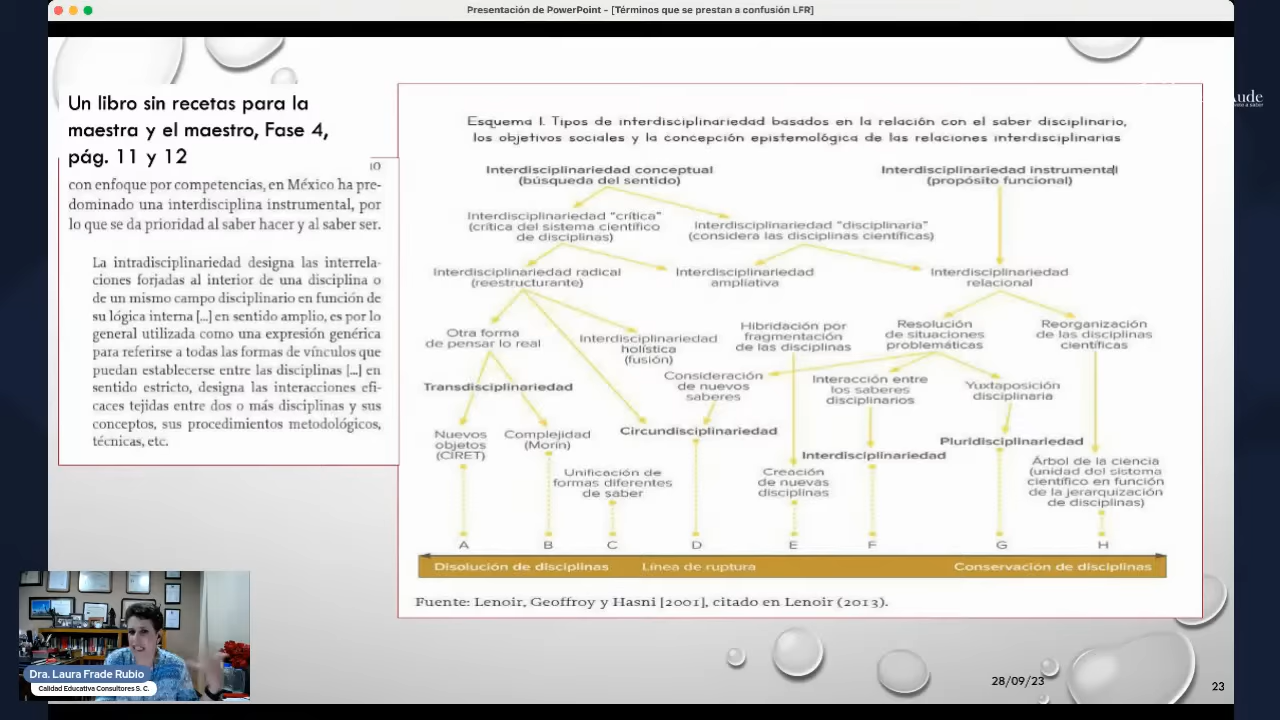 Presentación de PowerPoint - [Términos que se prestan a confusión LFR]
Un libro sin recetas para la
maestra y el maestro, Fase 4,
pág. 11 y 12
con enfoque por competencias, en México ha pre-
dominado una interdisciplina instrumental, por
lo que se da prioridad al saber hacer y al saber ser.
La intradisciplinariedad designa las interrela-
ciones forjadas al interior de una disciplina o
de un mismo campo disciplinario en función de
su lógica interna [...] en sentido amplio, es por lo
general utilizada como una expresión genérica
para referirse a todas las formas de vínculos que
puedan establecerse entre las disciplinas [...] en
sentido estricto, designa las interacciones efi-
caces tejidas entre dos o más disciplinas y sus
conceptos, sus procedimientos metodológicos,
técnicas, etc.
Esquema 1. Tipos de interdisciplinariedad basados en la relación con el saber disciplinario,
los objetivos sociales y la concepción epistemológica de las relaciones interdisciplinarias
Interdisciplinariedad conceptual
(búsqueda del sentido)
Interdisciplinariedad instrumental
(propósito funcional)
Interdisciplinariedad "crítica"
(crítica del sistema científico
de disciplinas)
Interdisciplinariedad "disciplinaria"
(considera las disciplinas científicas)
Interdisciplinariedad radical
(reestructurante)
Interdisciplinariedad
ampliativa
Interdisciplinariedad
relacional
Otra forma
de pensar lo real
Interdisciplinariedad
holística
(fusión)
Hibridación por
fragmentación
de las disciplinas
Resolución
de situaciones
problemáticas
Reorganización
de las disciplinas
científicas
Transdisciplinariedad
Consideración
de nuevos
saberes
Interacción entre
los saberes
disciplinarios
Yuxtaposición
disciplinaria
Nuevos
objetos
(CIRET)
Complejidad
(Morin)
Circundisciplinariedad
Interdisciplinariedad
Pluridisciplinariedad
Unificación de
formas diferentes
de saber
Creación
de nuevas
disciplinas
Árbol de la ciencia
(unidad del sistema
científico en función
de la jerarquización
de disciplinas)
A B C D E F G H
Disolución de disciplinas Línea de ruptura Conservación de disciplinas
Fuente: Lenoir, Geoffroy y Hasni [2001], citado en Lenoir (2013).
Dra. Laura Frade Rubio
Calidad Educativa Consultores S. C.
28/09/23
23